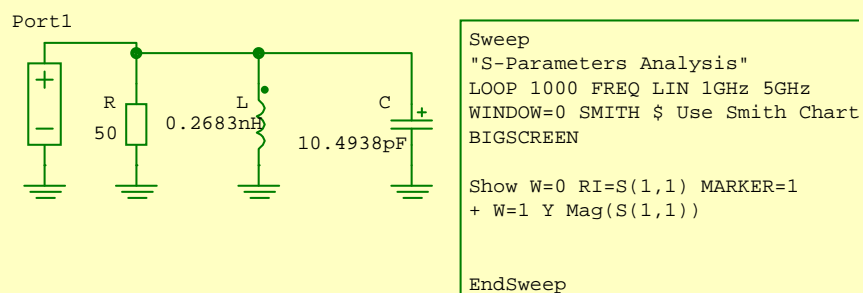 Port1
R
50
L
0.2683nH
C
10.4938pF
Sweep
"S-Parameters Analysis"
LOOP 1000 FREQ LIN 1GHz 5GHz
WINDOW=0 SMITH $ Use Smith Chart
BIGSCREEN
Show W=0 RI=S(1,1) MARKER=1
+ W=1 Y Mag(S(1,1))
EndSweep